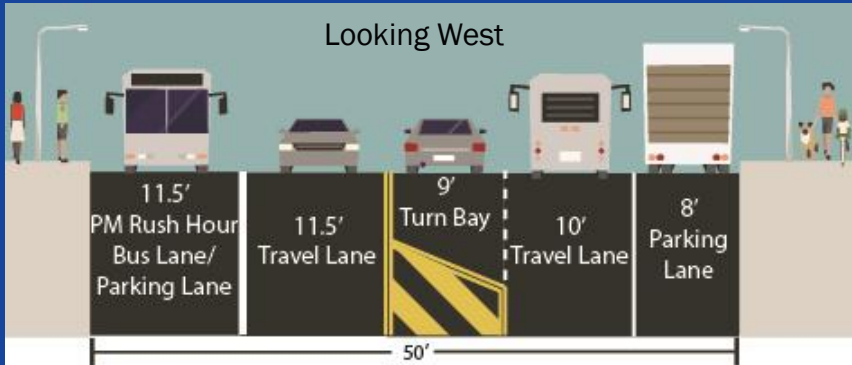 Looking West
11.5′
PM Rush Hour
Bus Lane/
Parking Lane
11.5′
Travel Lane
9′
Turn Bay
10′
Travel Lane
8′
Parking
Lane
50′